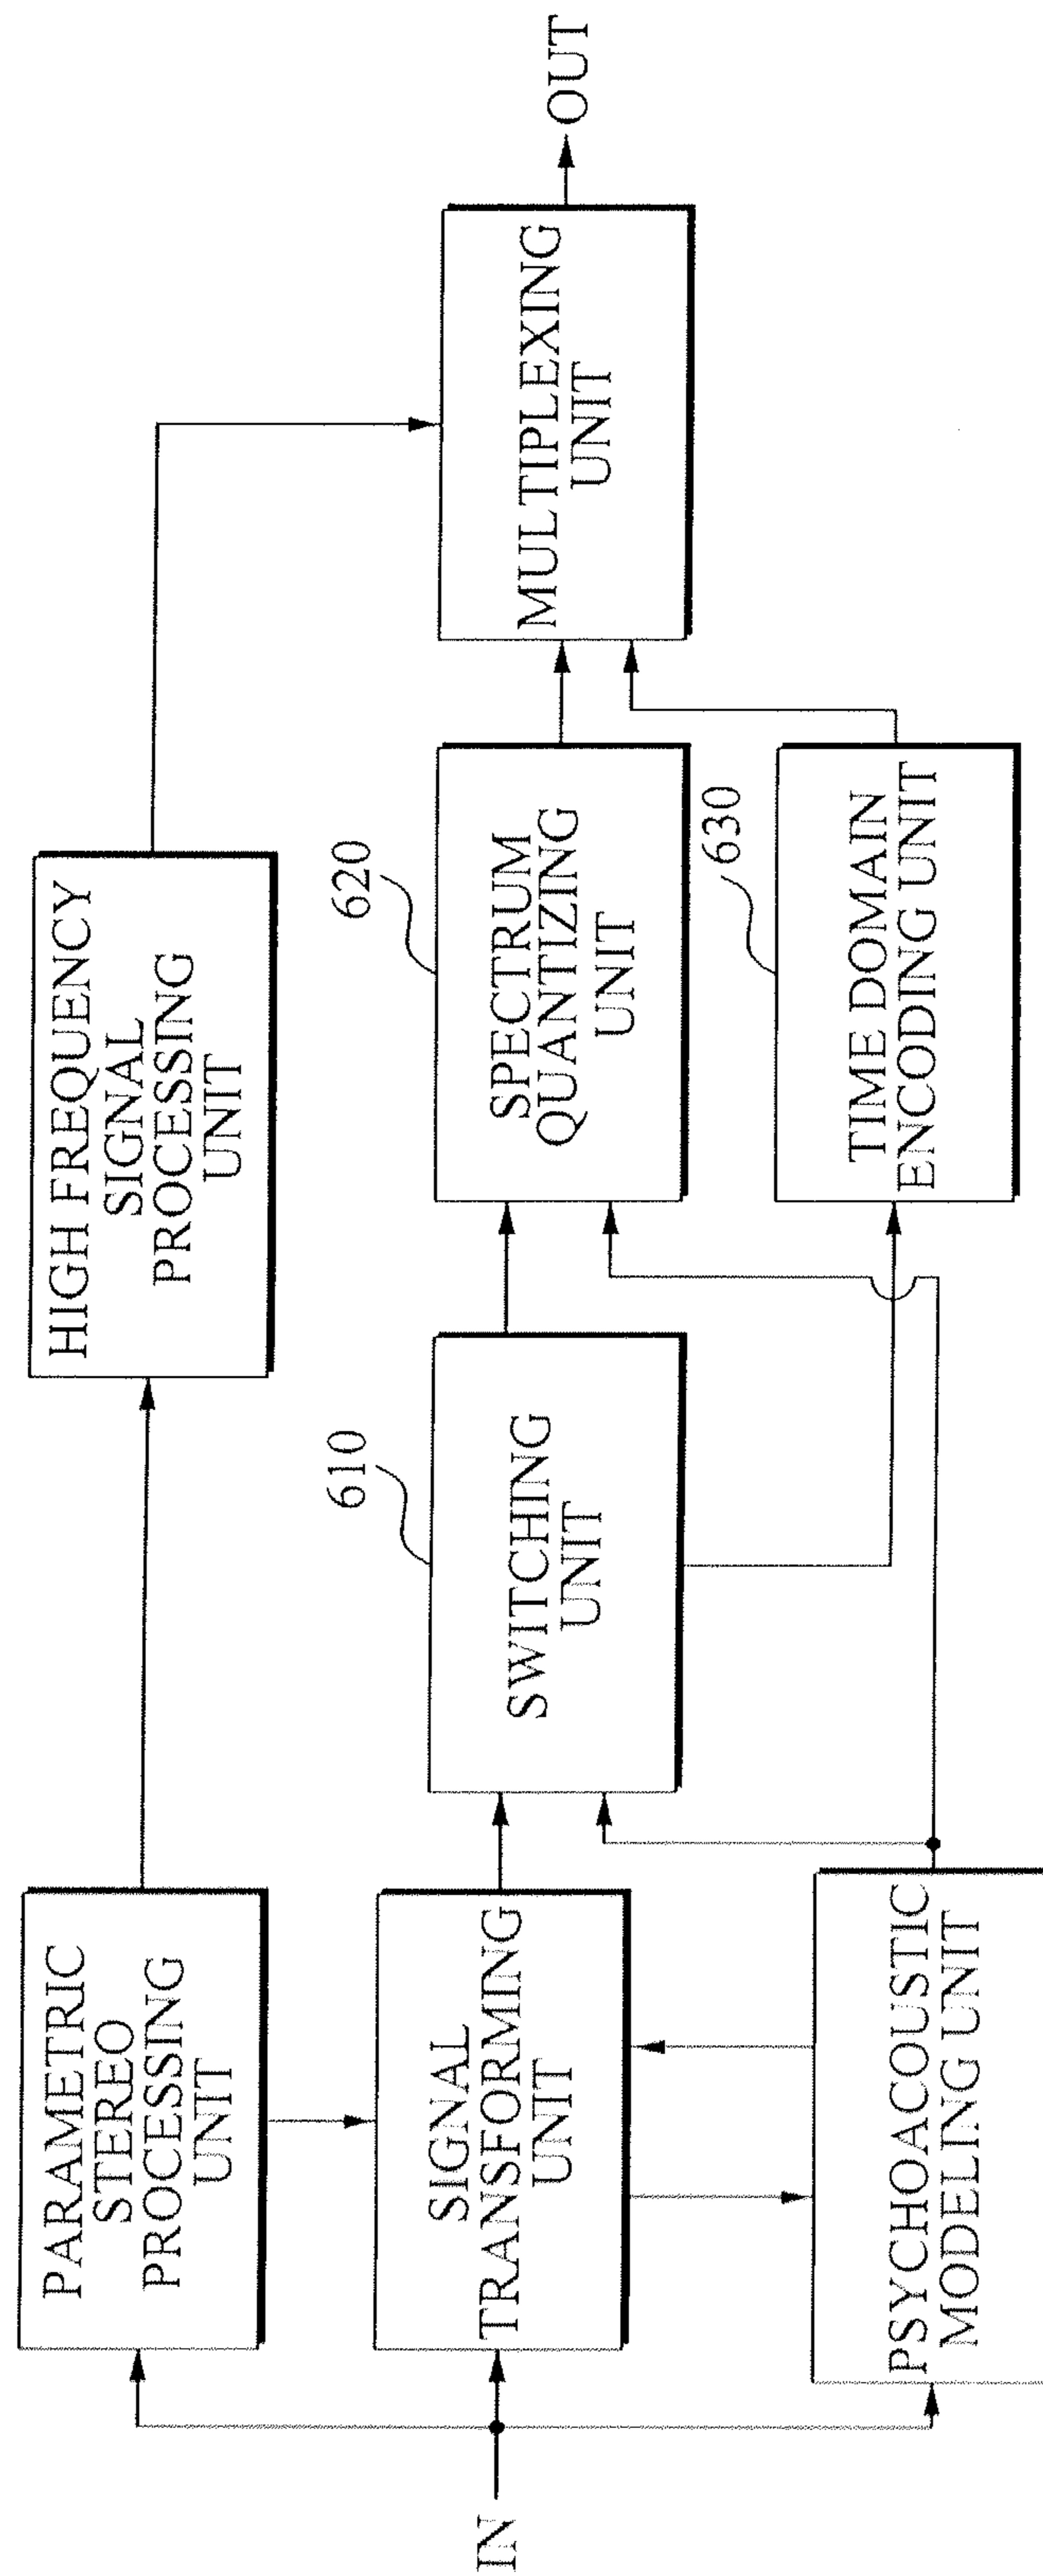 IN
PARAMETRIC
STEREO
PROCESSING
UNIT
HIGH FREQUENCY
SIGNAL
PROCESSING
UNIT
SIGNAL
TRANSFORMING
UNIT
610
SWITCHING
UNIT
620
SPECTRUM
QUANTIZING
UNIT
MULTIPLEXING
UNIT
OUT
PSYCHOACOUSTIC
MODELING UNIT
630
TIME DOMAIN
ENCODING UNIT